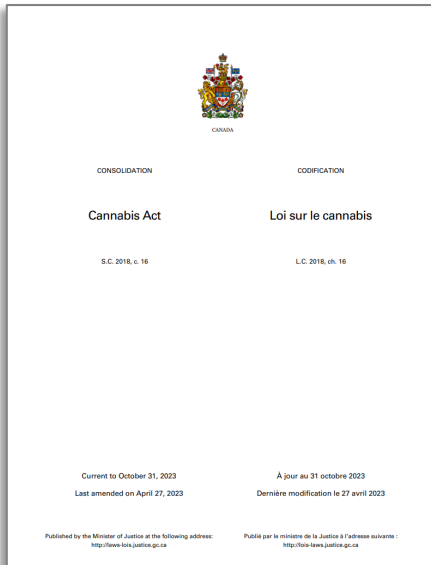 CANADA
CONSOLIDATION
CODIFICATION
Cannabis Act
Loi sur le cannabis
S.C. 2018, c. 16
L.C. 2018, ch. 16
Current to October 31, 2023
À jour au 31 octobre 2023
Last amended on April 27, 2023
Dernière modification le 27 avril 2023
Published by the Minister of Justice at the following address:
http://laws-lois.justice.gc.ca
Publié par le ministre de la Justice à l'adresse suivante :
http://lois-laws.justice.gc.ca